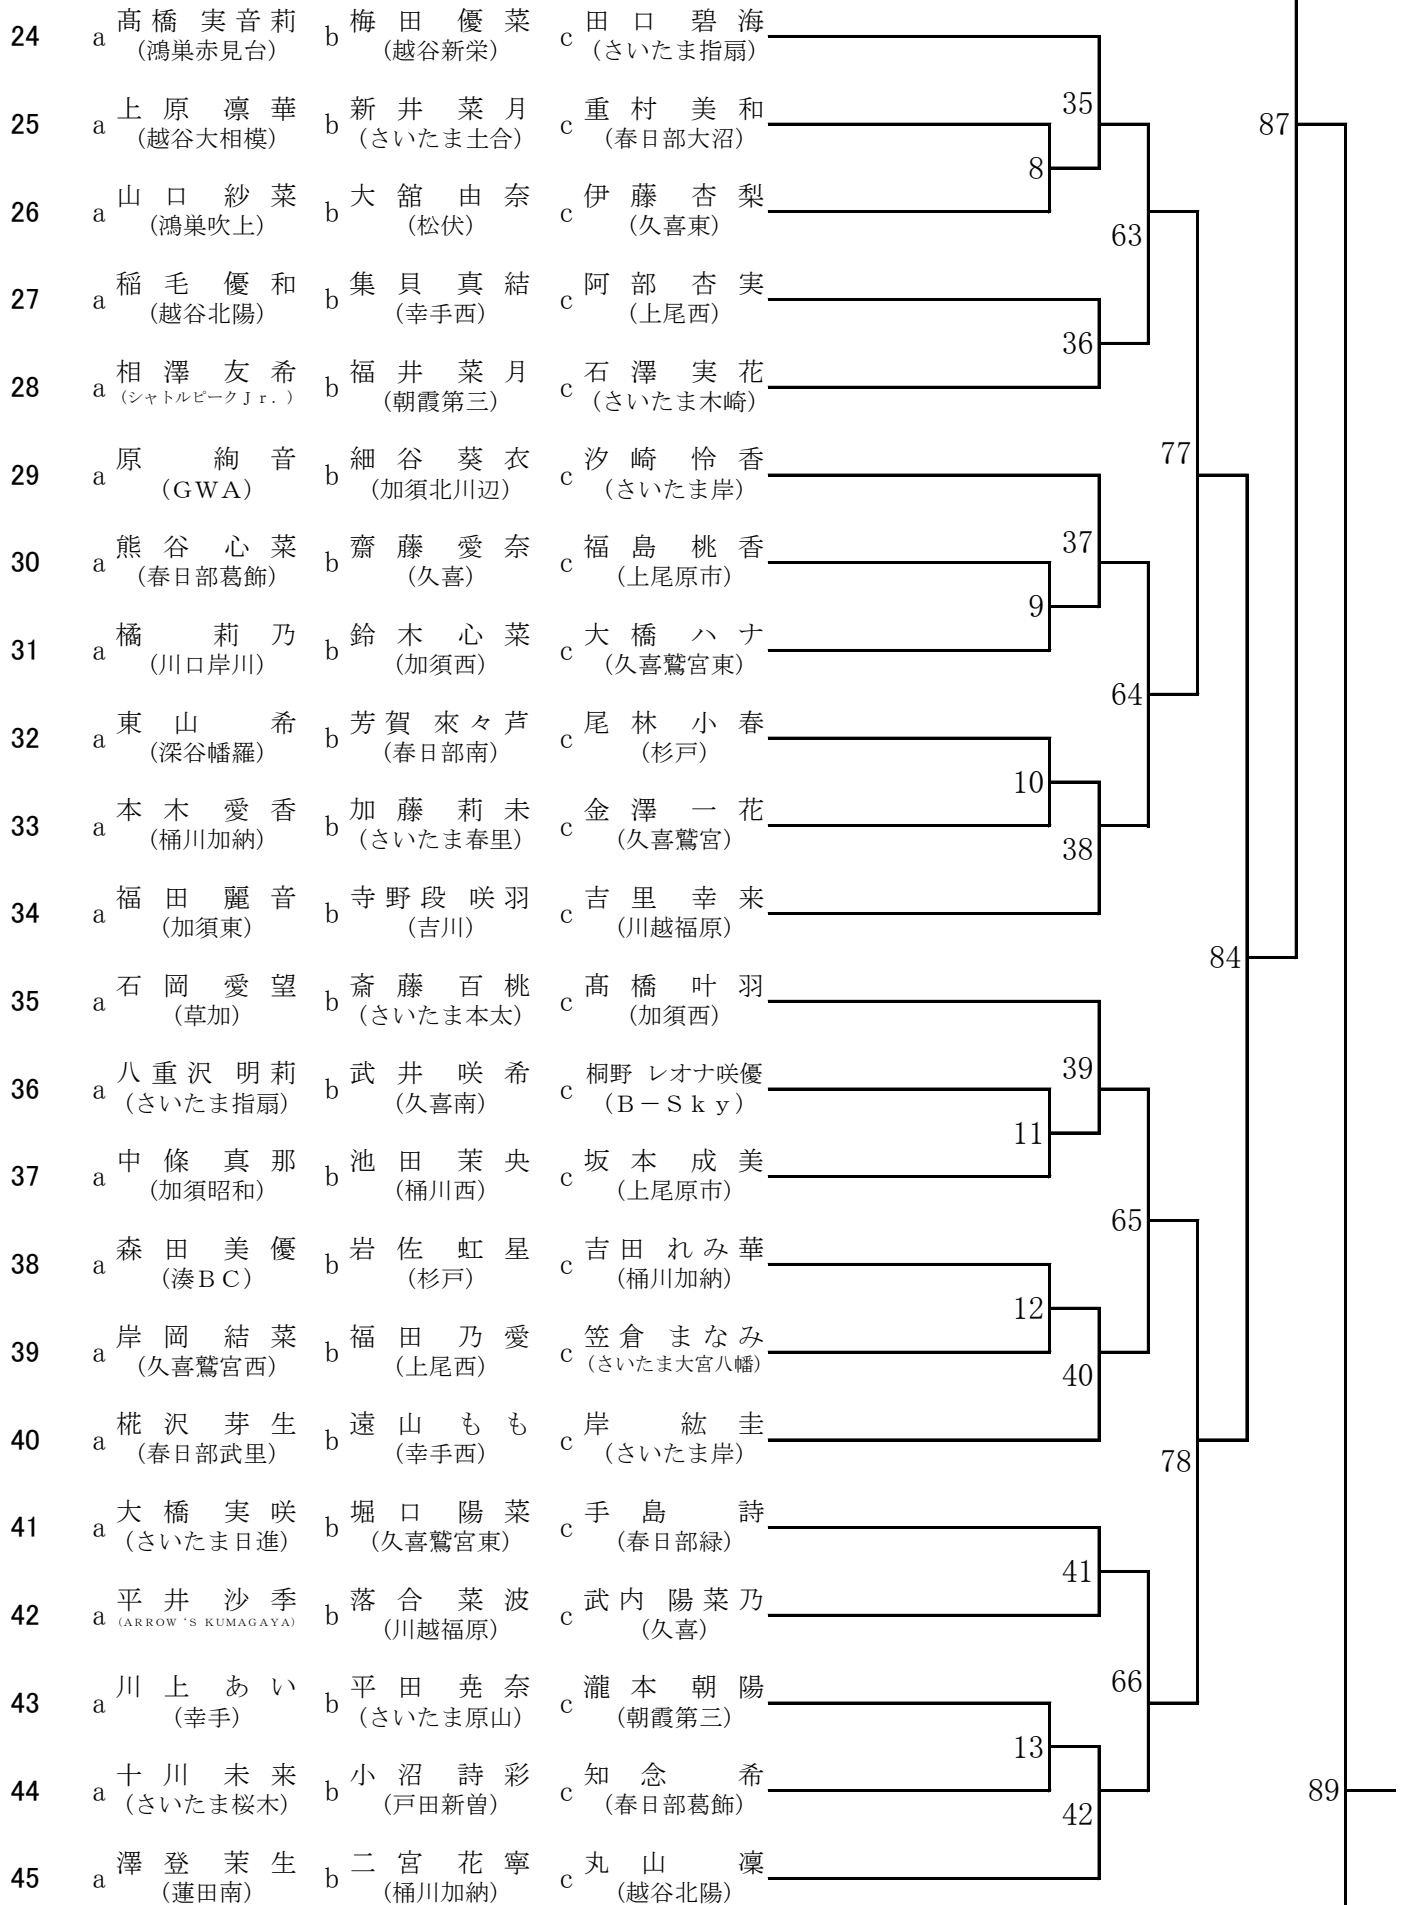 24 a 髙橋 実音莉 b 梅田 優菜 c 田口 碧海
(鴻巣赤見台) (越谷新栄) (さいたま指扇)
35
25 a 上原 凛華 b 新井 菜月 c 重村 美和
87
(越谷大相模) (さいたま土合) (春日部大沼)
8
26 a 山口 紗菜 b 大舘 由奈 c 伊藤 杏梨
(鴻巣吹上) (松伏) (久喜東)
63
27 a 稲毛 優和 b 集貝 真結 c 阿部 杏実
(越谷北陽) (幸手西) (上尾西)
36
28 a 相澤 友希 b 福井 菜月 c 石澤 実花
(シャトルピークJr.) (朝霞第三) (さいたま木崎)
77
29 a 原 絢音 b 細谷 葵衣 c 汐崎 怜香
(GWA) (加須北川辺) (さいたま岸)
37
30 a 熊谷 心菜 b 齋藤 愛奈 c 福島 桃香
(春日部葛飾) (久喜) (上尾原市)
9
31 a 橘 莉乃 b 鈴木 心菜 c 大橋 ハナ
(川口岸川) (加須西) (久喜鷲宮東)
64
32 a 東山 希 b 芳賀 來々芦 c 尾林 小春
(深谷幡羅) (春日部南) (杉戸)
10
33 a 本木 愛香 b 加藤 莉未 c 金澤 一花
(桶川加納) (さいたま春里) (久喜鷲宮)
38
34 a 福田 麗音 b 寺野段 咲羽 c 吉里 幸来
(加須東) (吉川) (川越福原)
84
35 a 石岡 愛望 b 斎藤 百桃 c 髙橋 叶羽
(草加) (さいたま本太) (加須西)
39
36 a 八重沢 明莉 b 武井 咲希 c 桐野 レオナ咲優
(さいたま指扇) (久喜南) (B－Sky)
11
37 a 中條 真那 b 池田 茉央 c 坂本 成美
(加須昭和) (桶川西) (上尾原市)
65
38 a 森田 美優 b 岩佐 虹星 c 吉田 れみ華
(湊BC) (杉戸) (桶川加納)
12
39 a 岸岡 結菜 b 福田 乃愛 c 笠倉 まなみ
(久喜鷲宮西) (上尾西) (さいたま大宮八幡)
40
40 a 椛沢 芽生 b 遠山 もも c 岸 紘圭
(春日部武里) (幸手西) (さいたま岸)
78
41 a 大橋 実咲 b 堀口 陽菜 c 手島 詩
(さいたま日進) (久喜鷲宮東) (春日部緑)
41
42 a 平井 沙季 b 落合 菜波 c 武内 陽菜乃
(ARROW‘S KUMAGAYA) (川越福原) (久喜)
66
43 a 川上 あい b 平田 尭奈 c 瀧本 朝陽
(幸手) (さいたま原山) (朝霞第三)
13
44 a 十川 未来 b 小沼 詩彩 c 知念 希
89
(さいたま桜木) (戸田新曽) (春日部葛飾)
42
45 a 澤登 茉生 b 二宮 花寧 c 丸山 凜
(蓮田南) (桶川加納) (越谷北陽)